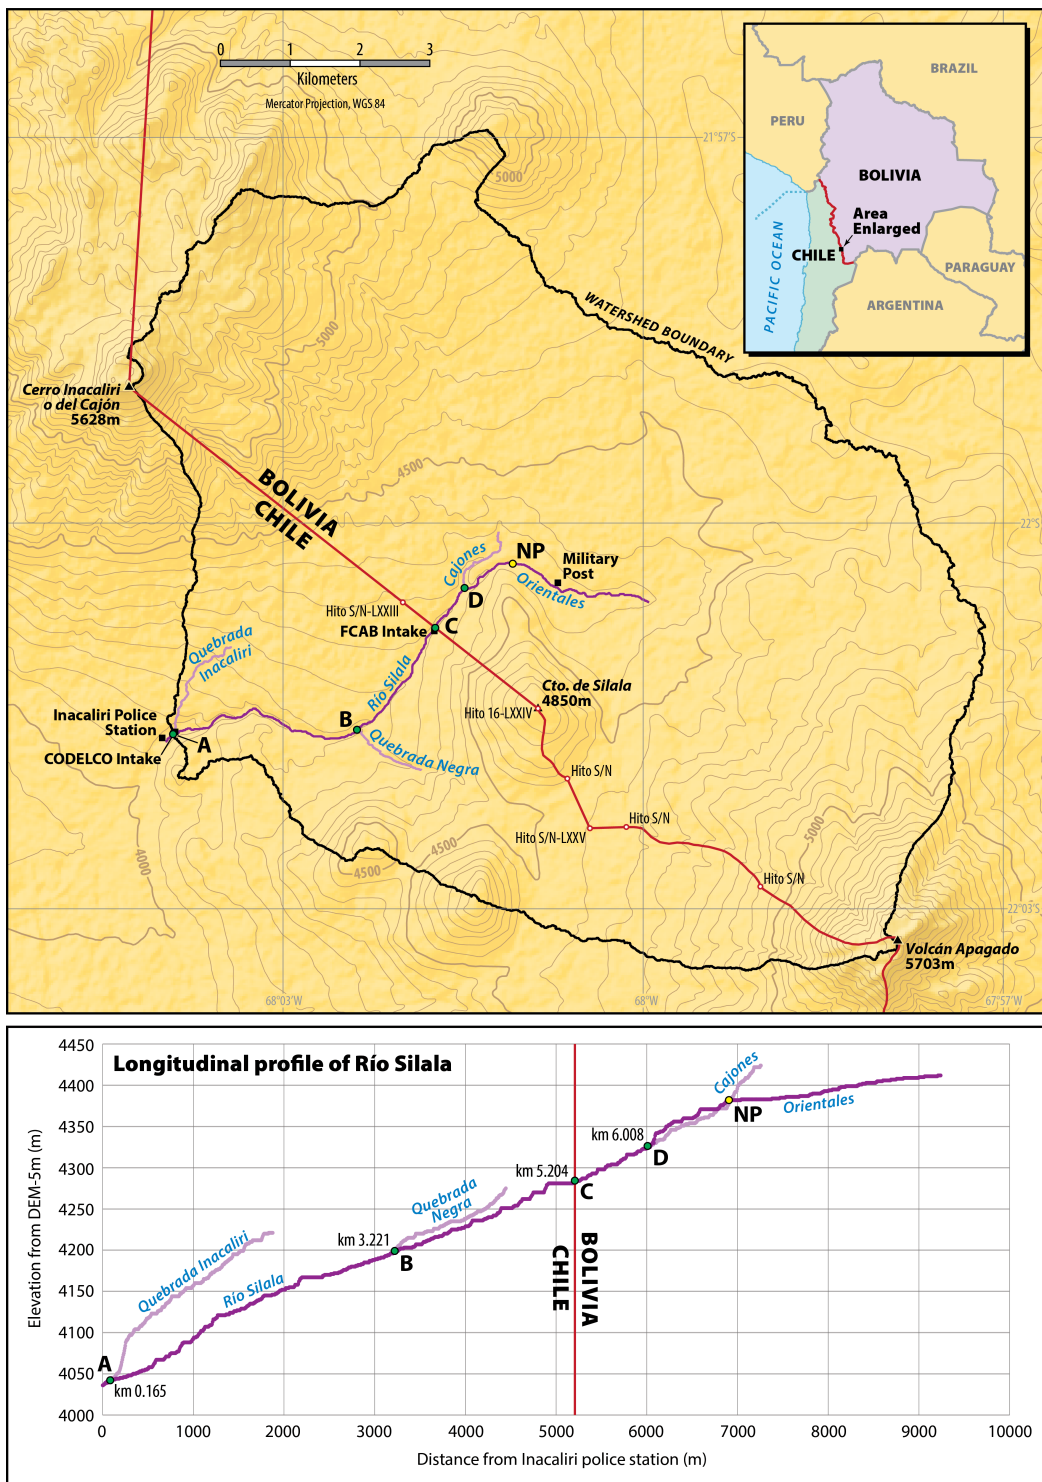 0 1 2 3
Kilometers
Mercator Projection, WGS 84
21°57'S
5000
BRAZIL
PERU
BOLIVIA
Area
Enlarged
CHILE
PACIFIC OCEAN
PARAGUAY
ARGENTINA
WATERSHED BOUNDARY
5000
Cerro Inacaliri
o del Cajón
5628m
4500
BOLIVIA
CHILE
22°S
Cajones
NP
Military
Post
Orientales
D
Hito S/N-LXXIII
FCAB Intake
C
Quebrada
Inacaliri
Río Silala
Cto. de Silala
4850m
Hito 16-LXXIV
Inacaliri Police
Station
B
A
CODELCO Intake
Quebrada Negra
Hito S/N
Hito S/N
Hito S/N-LXXV
5000
4000
4500
4500
Hito S/N
22°03'S
Volcán Apagado
5703m
68°03'W
68°W
67°57'W
Longitudinal profile of Río Silala
4450
4400
4350
4300
4250
4200
4150
4100
4050
4000
Elevation from DEM-5m (m)
Cajones
NP
Orientales
km 6.008
D
km 5.204
C
Quebrada
Negra
km 3.221
B
BOLIVIA
CHILE
Quebrada Inacaliri
Río Silala
A
km 0.165
0 1000 2000 3000 4000 5000 6000 7000 8000 9000 10000
Distance from Inacaliri police station (m)